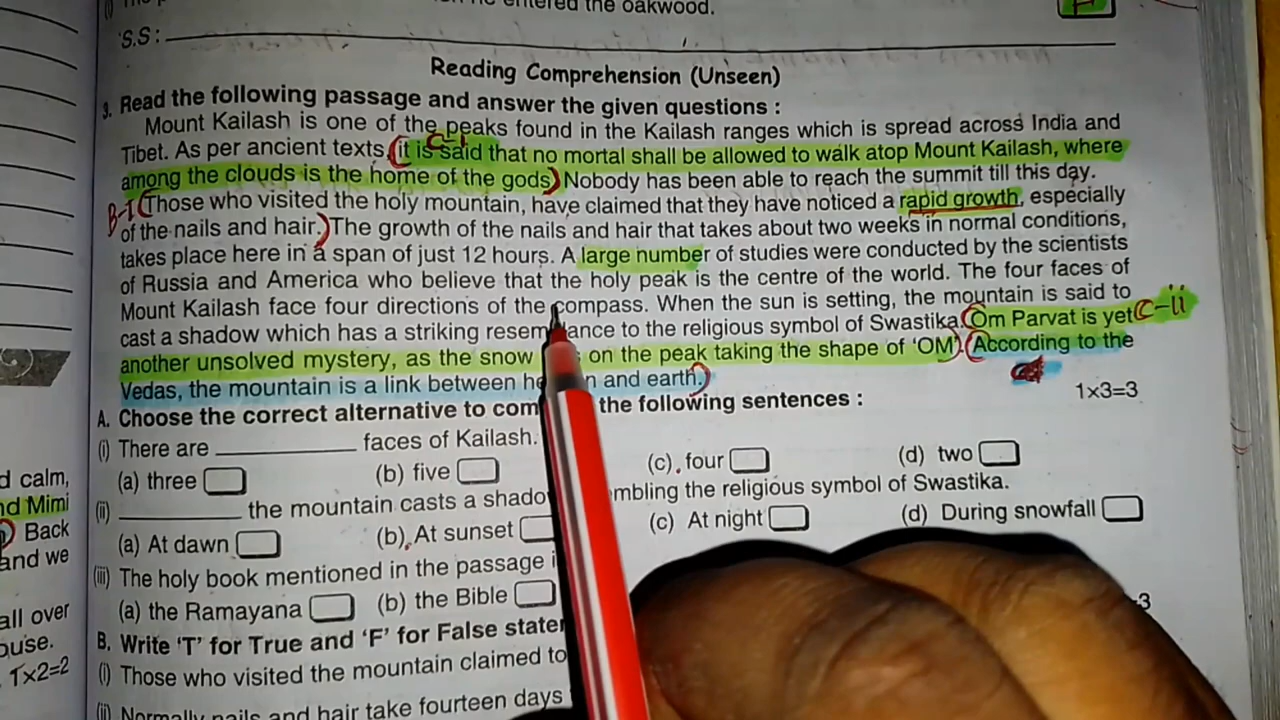 entered the oakwood.
S.S:
Reading Comprehension (Unseen)
3. Read the following passage and answer the given questions :
Mount Kailash is one of the peaks found in the Kailash ranges which is spread across India and
Tibet. As per ancient texts, it is said that no mortal shall be allowed to walk atop Mount Kailash, where
C-i
among the clouds is the home of the gods. Nobody has been able to reach the summit till this day.
B-I Those who visited the holy mountain, have claimed that they have noticed a rapid growth, especially
of the nails and hair. The growth of the nails and hair that takes about two weeks in normal conditions,
takes place here in a span of just 12 hours. A large number of studies were conducted by the scientists
of Russia and America who believe that the holy peak is the centre of the world. The four faces of
Mount Kailash face four directions of the compass. When the sun is setting, the mountain is said to
cast a shadow which has a striking resem ance to the religious symbol of Swastika. Om Parvat is yet C-ii
another unsolved mystery, as the snow on the peak taking the shape of 'OM'. According to the
Vedas, the mountain is a link between he n and earth.
1x3=3
A. Choose the correct alternative to com the following sentences :
(i) There are ____________ faces of Kailash.
(a) three (b) five (c) four (d) two
(ii) __________ the mountain casts a shado mbling the religious symbol of Swastika.
(a) At dawn (b) At sunset (c) At night (d) During snowfall
(iii) The holy book mentioned in the passage i
(a) the Ramayana (b) the Bible
3
B. Write 'T' for True and 'F' for False state
(i) Those who visited the mountain claimed to
(ii) Normally nails and hair take fourteen days
d calm,
nd Mimi
Back
and we
all over
ouse.
1x2=2